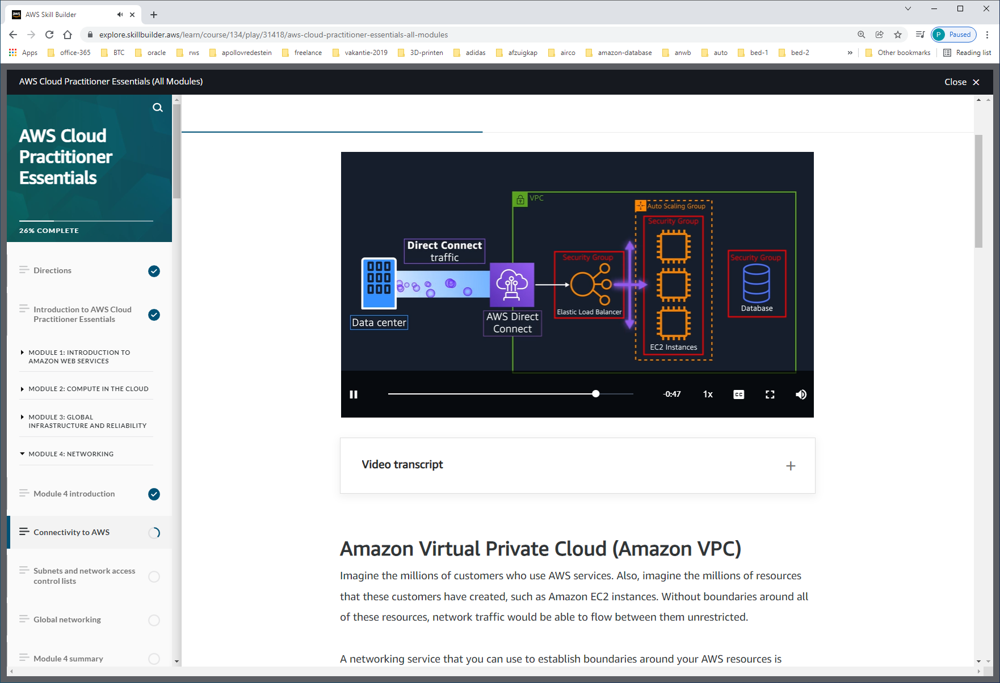 aws
AWS Skill Builder
explore.skillbuilder.aws/learn/course/134/play/31418/aws-cloud-practitioner-essentials-all-modules
P Paused
Apps office-365 BTC oracle rws apollovredestein freelance vakantie-2019 3D-printen adidas afzuigkap airco amazon-database anwb auto bed-1 bed-2 » Other bookmarks Reading list
AWS Cloud Practitioner Essentials (All Modules)
Close
AWS Cloud
Practitioner
Essentials
26% COMPLETE
Directions
Introduction to AWS Cloud
Practitioner Essentials
MODULE 1: INTRODUCTION TO
AMAZON WEB SERVICES
MODULE 2: COMPUTE IN THE CLOUD
MODULE 3: GLOBAL
INFRASTRUCTURE AND RELIABILITY
MODULE 4: NETWORKING
Module 4 introduction
Connectivity to AWS
Subnets and network access
control lists
Global networking
Module 4 summary
VPC
Auto Scaling Group
Security Group
Direct Connect
traffic
Security Group
Security Group
Elastic Load Balancer
Database
AWS Direct
Connect
Data center
EC2 Instances
-0:47
1x
CC
Video transcript
Amazon Virtual Private Cloud (Amazon VPC)
Imagine the millions of customers who use AWS services. Also, imagine the millions of resources
that these customers have created, such as Amazon EC2 instances. Without boundaries around all
of these resources, network traffic would be able to flow between them unrestricted.
A networking service that you can use to establish boundaries around your AWS resources is